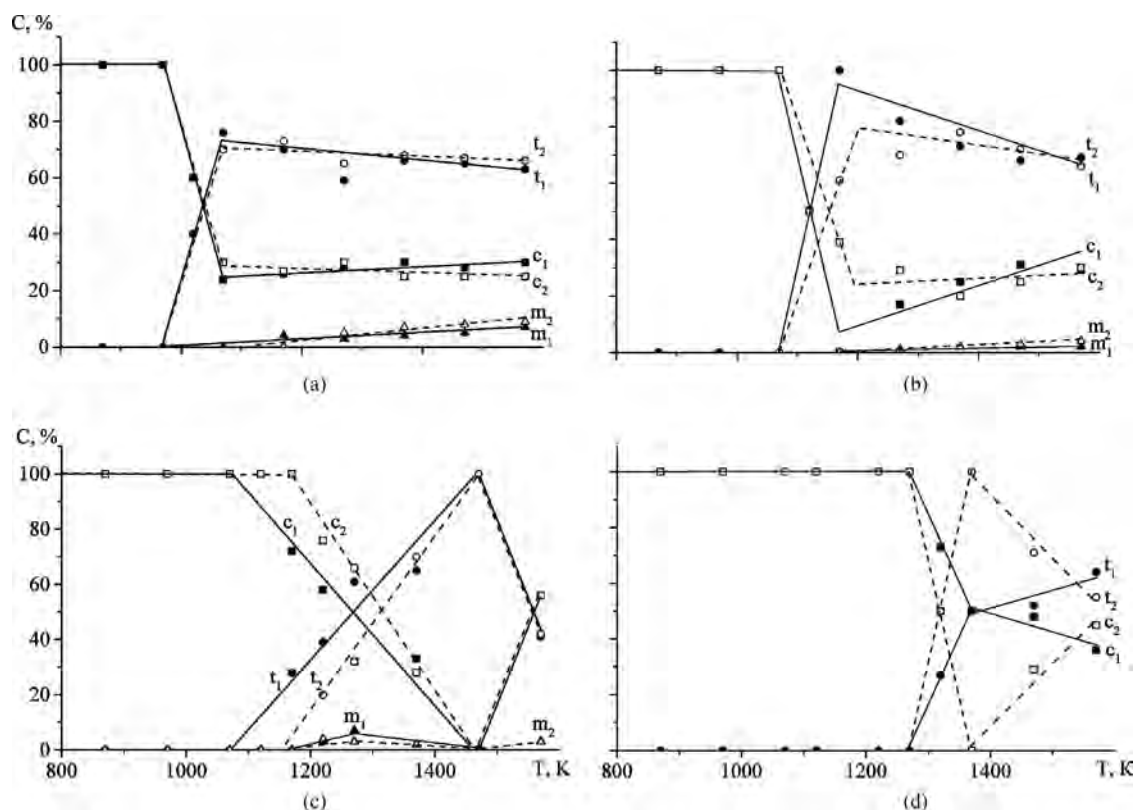 C, %
100
80
60
40
20
0
t₂
t₁
c₁
c₂
m₂
m₁
(a)
t₂
t₁
c₁
c₂
m₂
m₁
(b)
C, %
100
80
60
40
20
0
c₁
c₂
t₁
t₂
m₁
m₂
800 1000 1200 1400 T, K
(c)
t₁
t₂
c₂
c₁
800 1000 1200 1400 T, K
(d)